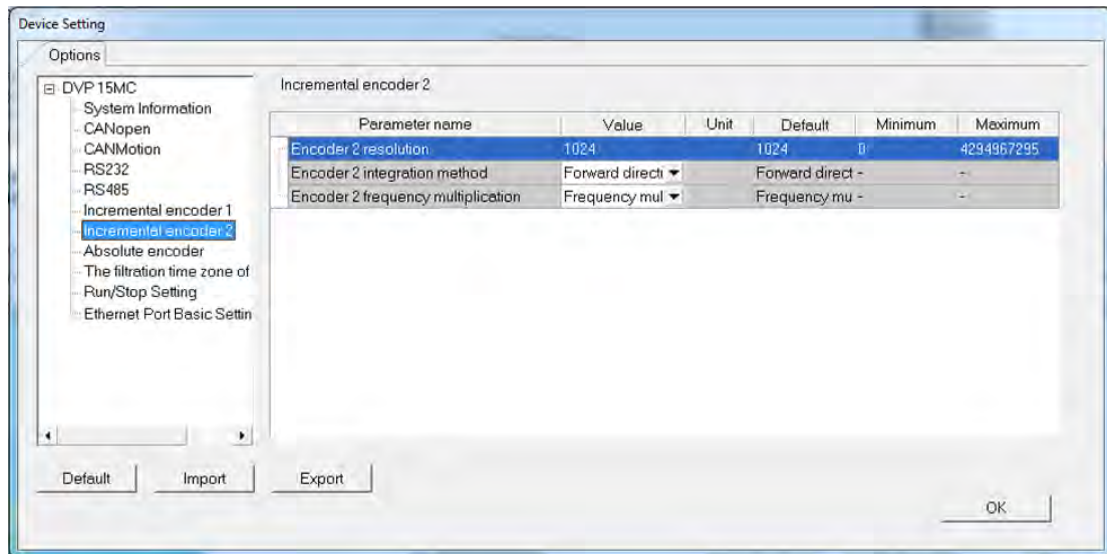 Device Setting
Options
DVP 15MC
System Information
CANopen
CANMotion
RS232
RS485
Incremental encoder 1
Incremental encoder 2
Absolute encoder
The filtration time zone of
Run/Stop Setting
Ethernet Port Basic Settin
Incremental encoder 2
Parameter name Value Unit Default Minimum Maximum
Encoder 2 resolution 1024 1024 0 4294967295
Encoder 2 integration method Forward directi Forward direct - -
Encoder 2 frequency multiplication Frequency mul Frequency mu - -
Default Import Export
OK